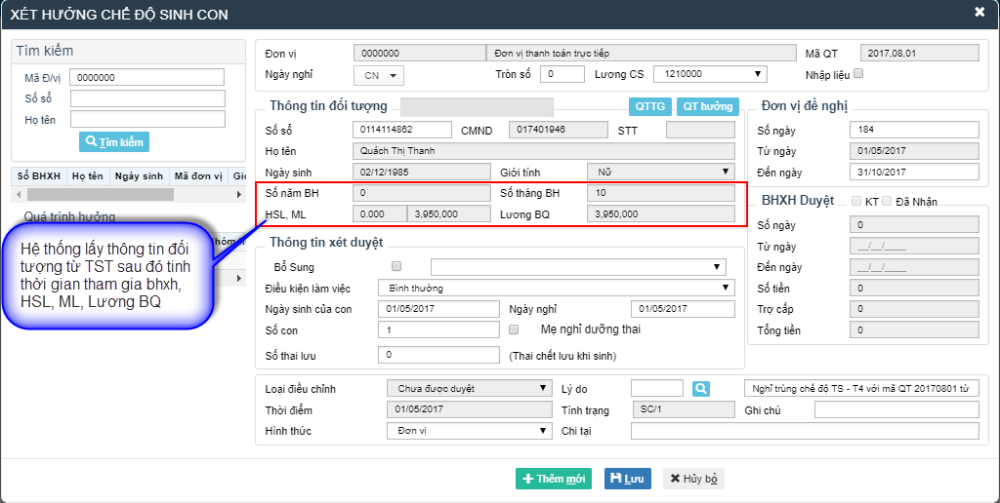 XÉT HƯỞNG CHẾ ĐỘ SINH CON
Tìm kiếm
Mã Đ/vị 0000000
Số sổ
Họ tên
Tìm kiếm
Số BHXH Họ tên Ngày sinh Mã đơn vị Giớ
Quá trình hưởng
Hệ thống lấy thông tin đối
tượng từ TST sau đó tính
thời gian tham gia bhxh,
HSL, ML, Lương BQ
Đơn vị 0000000 Đơn vị thanh toán trực tiếp Mã QT 2017,08,01
Ngày nghỉ CN Tròn số 0 Lương CS 1210000 Nhập liệu
Thông tin đối tượng QTTG QT hưởng
Số sổ 0114114862 CMND 017401946 STT
Họ tên Quách Thị Thanh
Ngày sinh 02/12/1985 Giới tính Nữ
Số năm BH 0 Số tháng BH 10
HSL, ML 0.000 3,950,000 Lương BQ 3,950,000
Thông tin xét duyệt
Bổ Sung
Điều kiện làm việc Bình thường
Ngày sinh của con 01/05/2017 Ngày nghỉ 01/05/2017
Số con 1 Mẹ nghỉ dưỡng thai
Số thai lưu 0 (Thai chết lưu khi sinh)
Đơn vị đề nghị
Số ngày 184
Từ ngày 01/05/2017
Đến ngày 31/10/2017
BHXH Duyệt KT Đã Nhận
Số ngày 0
Từ ngày __/__/____
Đến ngày __/__/____
Số tiền 0
Trợ cấp 0
Tổng tiền 0
Loại điều chỉnh Chưa được duyệt Lý do Nghỉ trùng chế độ TS - T4 với mã QT 20170801 từ
Thời điểm 01/05/2017 Tình trạng SC/1 Ghi chú
Hình thức Đơn vị Chi tại
Thêm mới Lưu Hủy bỏ